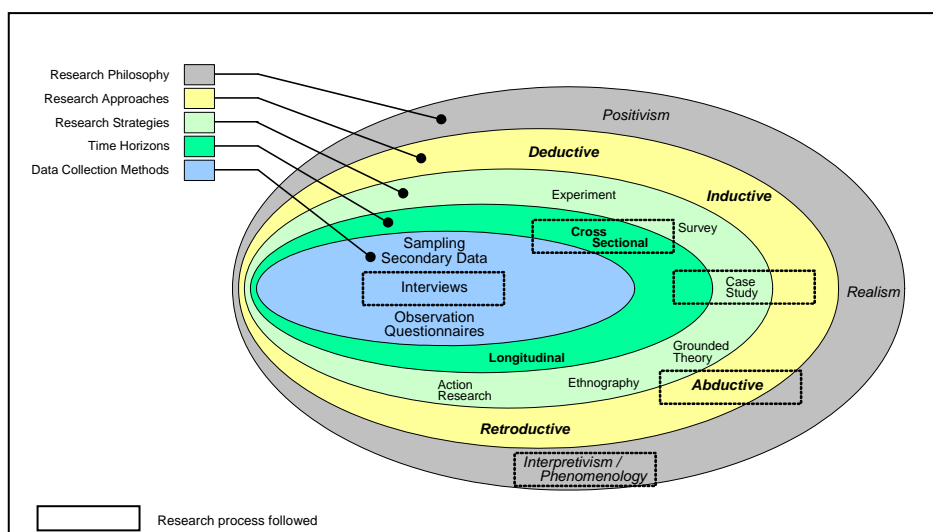 Research Philosophy
Research Approaches
Research Strategies
Time Horizons
Data Collection Methods
Positivism
Deductive
Inductive
Experiment
Survey
Cross
Sectional
Sampling
Secondary Data
Interviews
Case
Study
Realism
Observation
Questionnaires
Longitudinal
Grounded
Theory
Action
Research
Ethnography
Abductive
Retroductive
Interpretivism /
Phenomenology
Research process followed